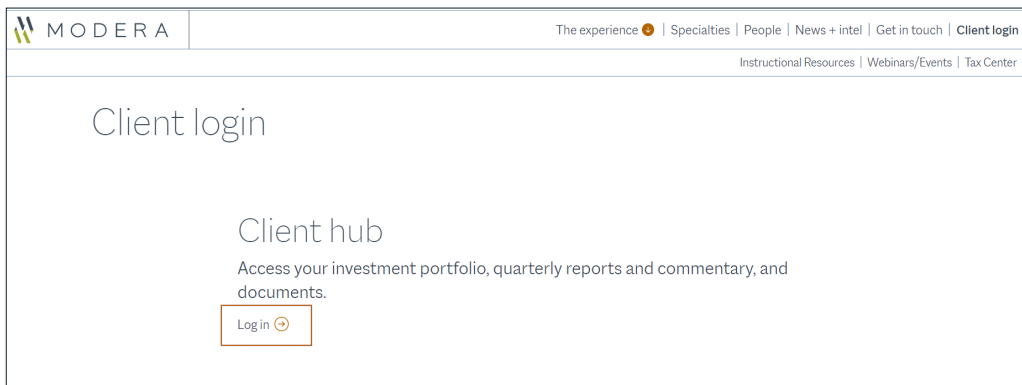 MODERA
The experience | Specialties | People | News + intel | Get in touch | Client login
Instructional Resources | Webinars/Events | Tax Center
Client login
Client hub
Access your investment portfolio, quarterly reports and commentary, and
documents.
Log in